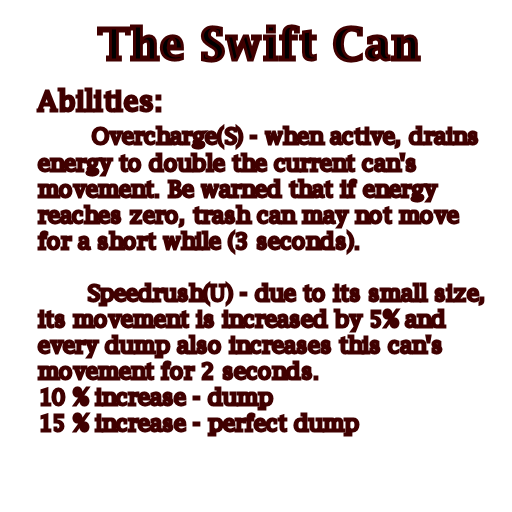 The Swift Can
Abilities:
Overcharge(S) - when active, drains
energy to double the current can's
movement. Be warned that if energy
reaches zero, trash can may not move
for a short while (3 seconds).
Speedrush(U) - due to its small size,
its movement is increased by 5% and
every dump also increases this can's
movement for 2 seconds.
10 % increase - dump
15 % increase - perfect dump